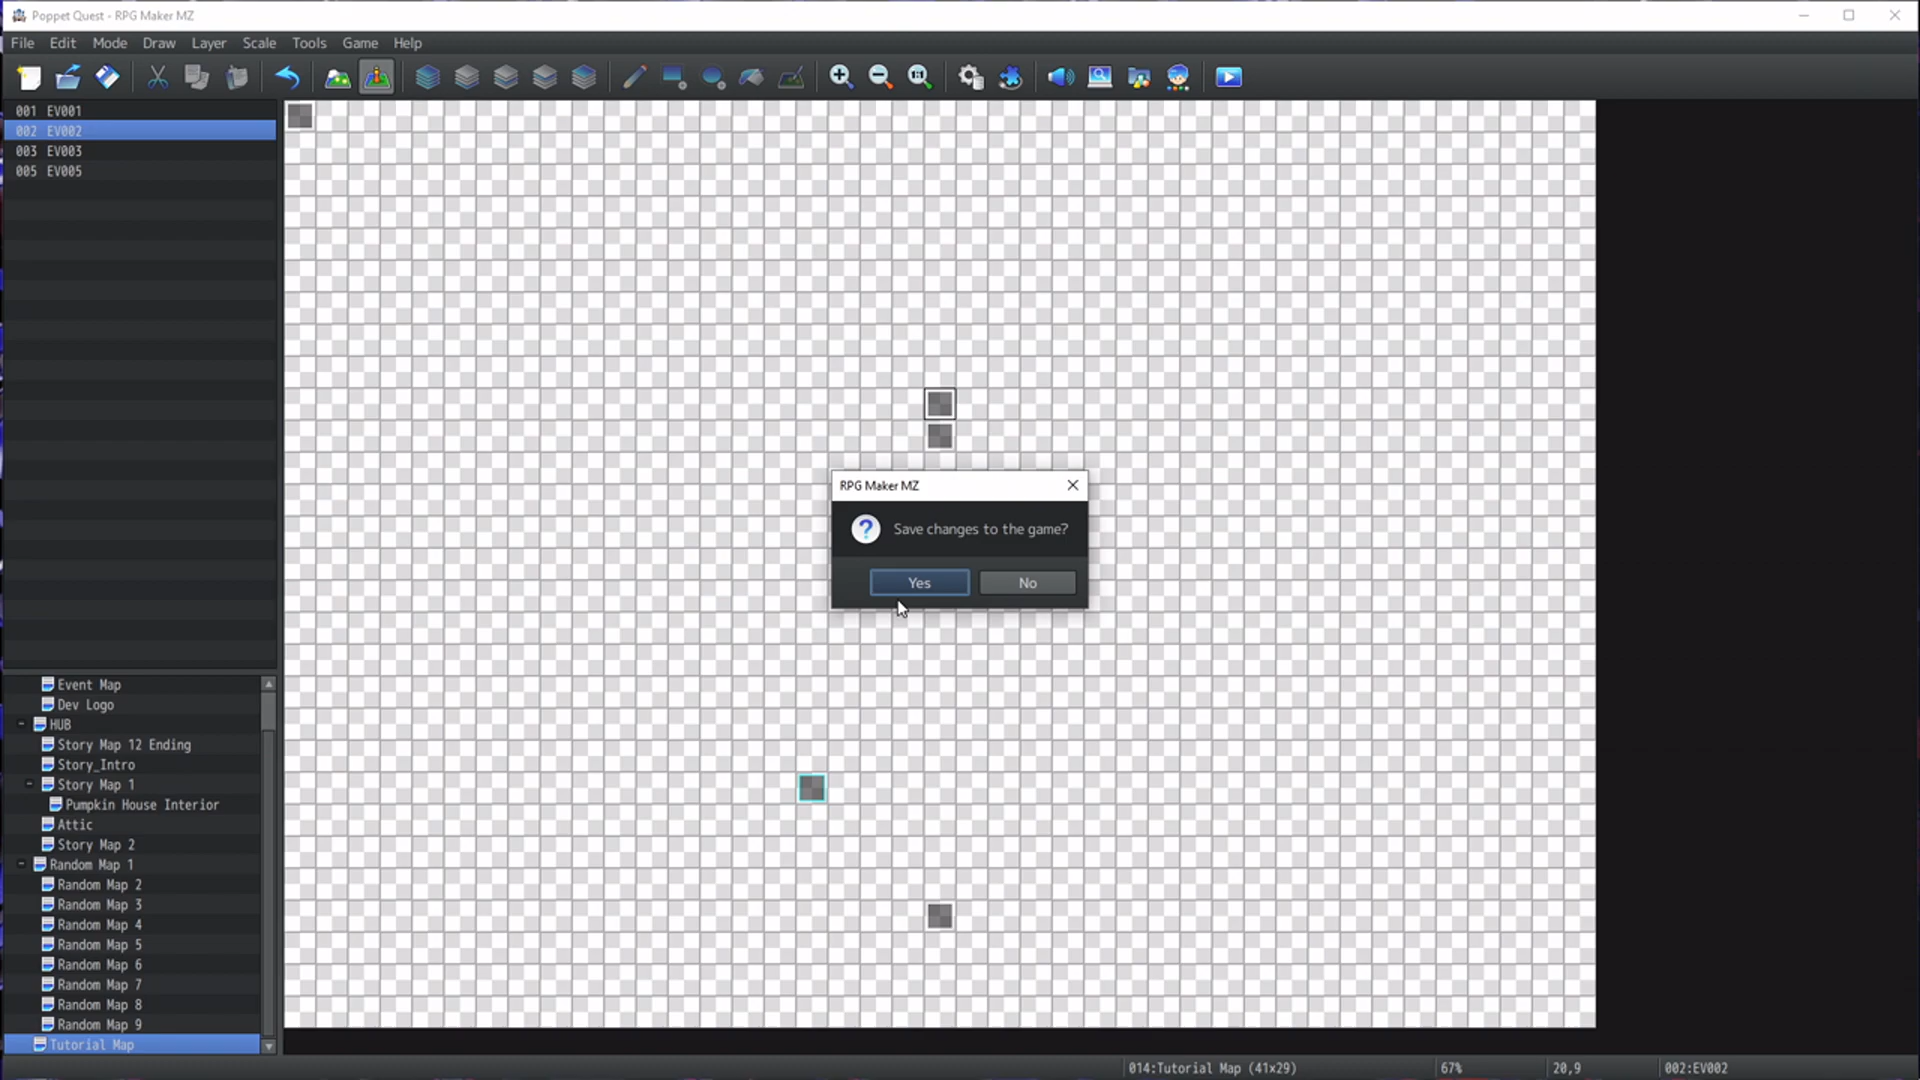 Poppet Quest - RPG Maker MZ
File Edit Mode Draw Layer Scale Tools Game Help
1:1
001 EV001
002 EV002
003 EV003
005 EV005
RPG Maker MZ
Save changes to the game?
Yes No
Event Map
Dev Logo
HUB
Story Map 12 Ending
Story_Intro
Story Map 1
Pumpkin House Interior
Attic
Story Map 2
Random Map 1
Random Map 2
Random Map 3
Random Map 4
Random Map 5
Random Map 6
Random Map 7
Random Map 8
Random Map 9
Tutorial Map
014:Tutorial Map (41x29) 67% 20,9 002:EV002